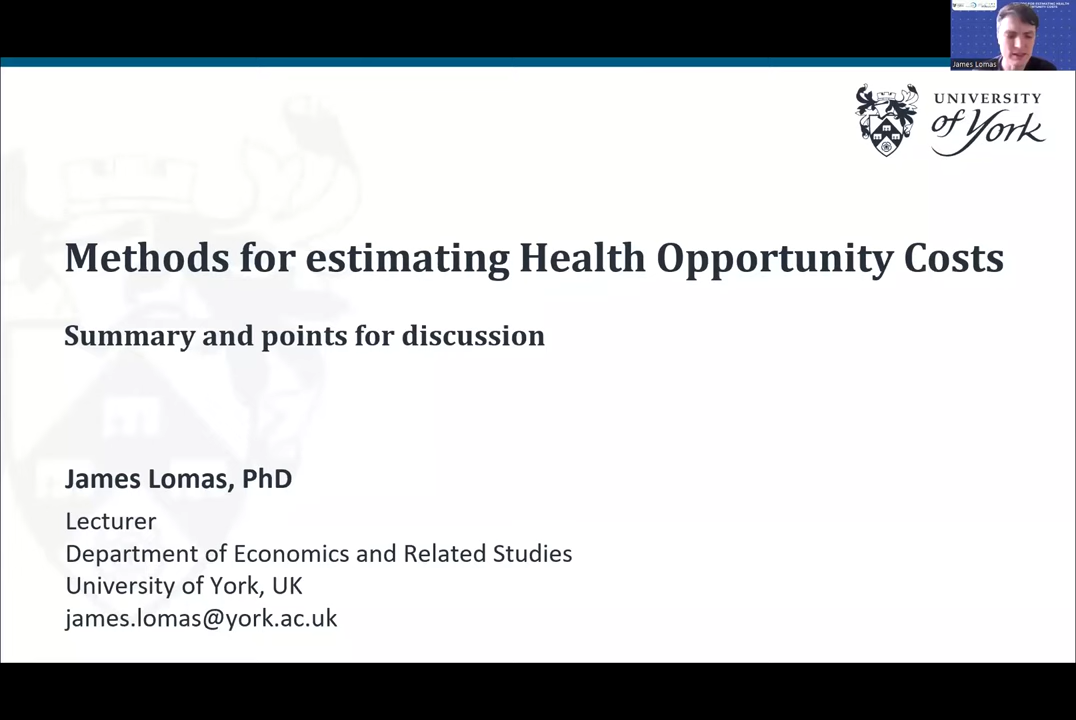 James Lomas
UNIVERSITY
of York
Methods for estimating Health Opportunity Costs
Summary and points for discussion
James Lomas, PhD
Lecturer
Department of Economics and Related Studies
University of York, UK
james.lomas@york.ac.uk